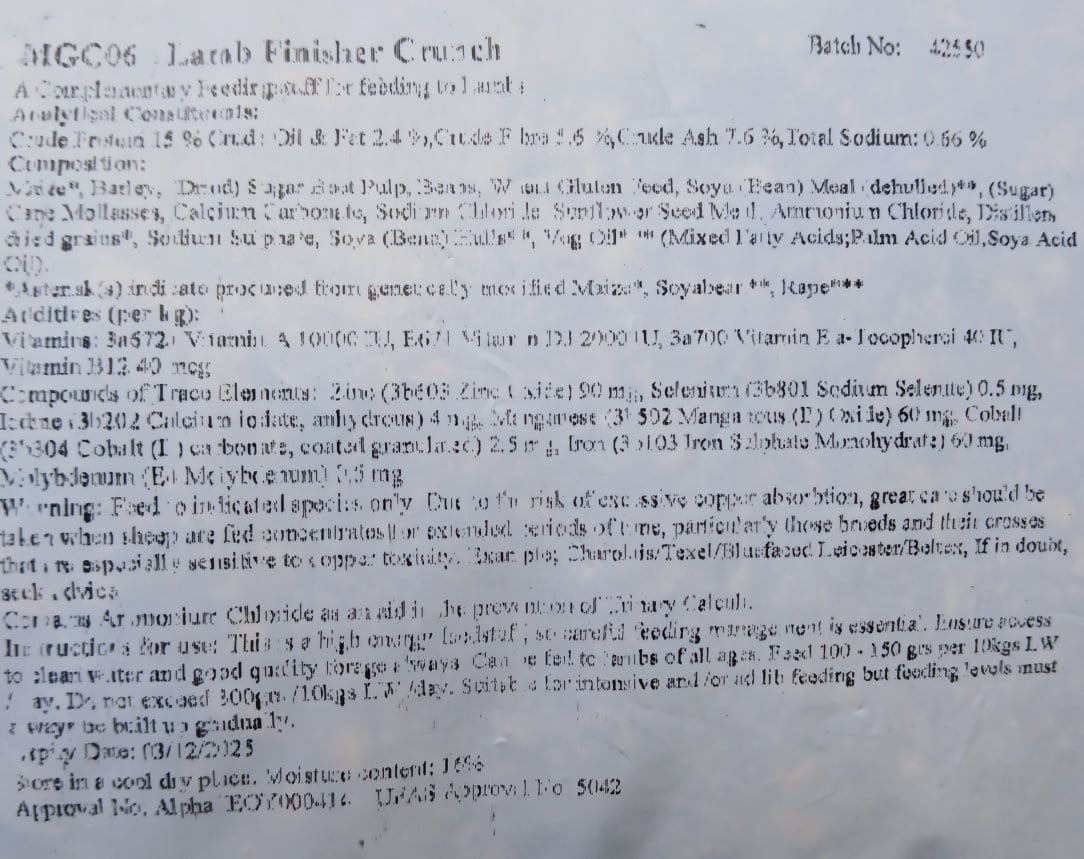 MGC06 Lamb Finisher Crunch Batch No: 42550
A Complementary Feedingstuff for feeding to Lambs
Analytical Constituents:
Crude Protein 15 % Crude Oil & Fat 2.4 %,Crude Fibre %,Crude Ash 7.6 %,Total Sodium: 0.66 %
Composition:
Maize*, Barley, (Dried) Sugar Beet Pulp, Beans, Wheat Gluten Feed, Soya (Bean) Meal (dehulled)**, (Sugar)
Cane Mollasses, Calcium Carbonate, Sodium Chloride, Sunflower Seed Meal, Ammonium Chloride, Distillers
dried grains*, Sodium Sulphate, Soya (Bean) Hulls**, Veg Oil* ** (Mixed Fatty Acids;Palm Acid Oil,Soya Acid
Oil).
*Asterisk(s) indicate produced from genetically modified Maize*, Soyabean**, Rape***
Additives (per kg):
Vitamins: 3a672a Vitamin A 10000 IU, E671 Vitamin D3 2000 IU, 3a700 Vitamin E a-Tocopherol 40 IU,
Vitamin B12 40 mcg
Compounds of Trace Elements: Zinc (3b603 Zinc Oxide) 90 mg, Selenium (3b801 Sodium Selenite) 0.5 mg,
Iodine (3b202 Calcium iodate, anhydrous) 4 mg, Manganese (3b502 Manganous (II) Oxide) 60 mg, Cobalt
(3b304 Cobalt (II) carbonate, coated granulated) 2.5 mg, Iron (3b103 Iron Sulphate Monohydrate) 60 mg,
Molybdenum (E4 Molybdenum) mg
Warning: Feed to indicated species only. Due to the risk of excessive copper absorbtion, great care should be
taken when sheep are fed concentrates for extended periods of time, particularly those breeds and their crosses
that are especially sensitive to copper toxicity. Example; Charolais/Texel/Bluefaced Leicester/Beltex, If in doubt,
seek advice
Contains Ammonium Chloride as an aid in the prevention of Urinary Calculi.
Instructions for use: This is a high energy feedstuff, so careful feeding management is essential. Ensure access
to clean water and good quality forage always. Can be fed to lambs of all ages. Feed 100 - 150 grs per 10kgs LW
/ day. Do not exceed 300grs /10kgs LW /day. Suitable for intensive and /or ad lib feeding but feeding levels must
always be built up gradually.
Expiry Date: 03/12/2025
Store in a cool dry place. Moisture content: 16%
Approval No. Alpha UFAS Approval No 5042